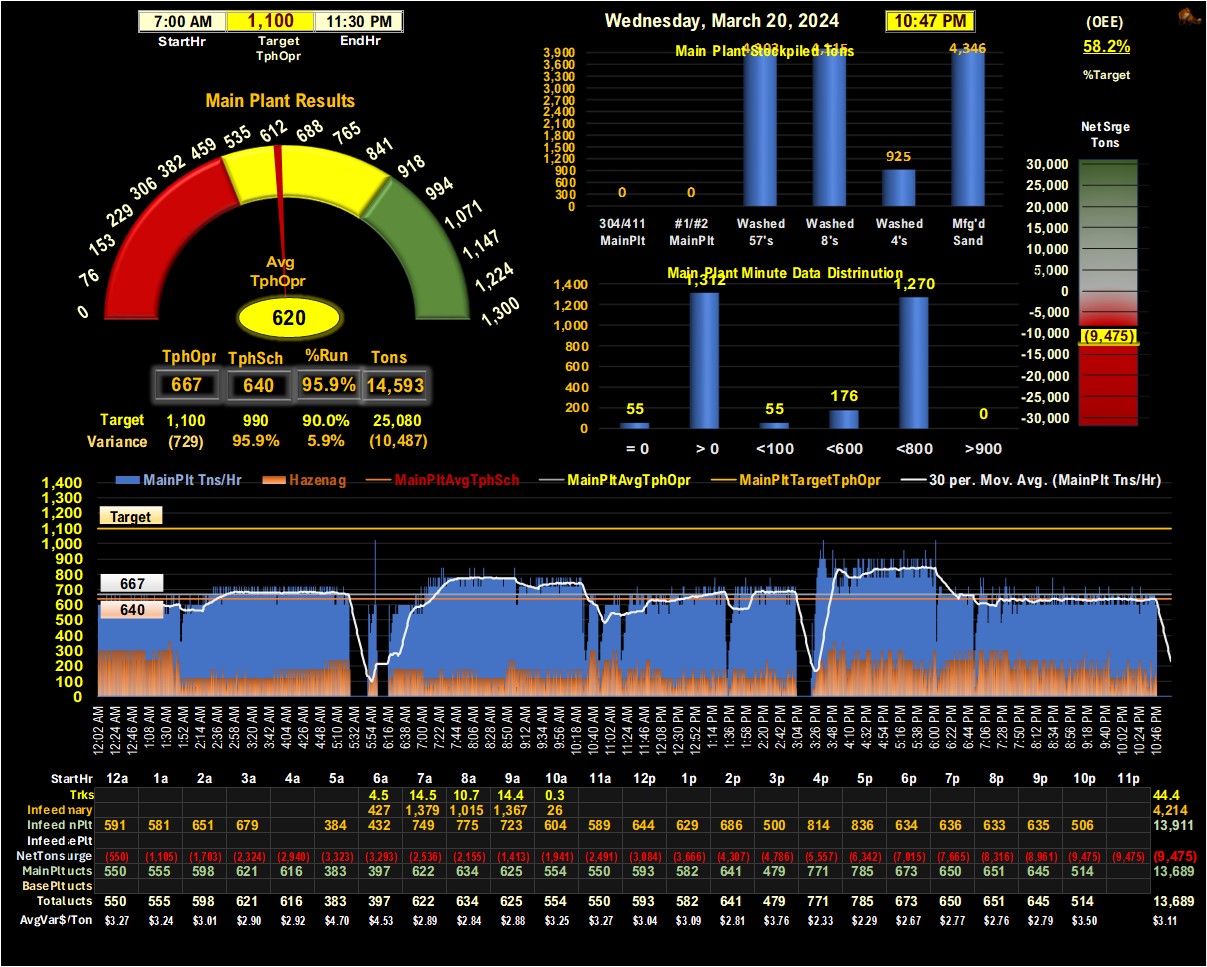 7:00 AM 1,100 11:30 PM
StartHr Target TphOpr EndHr
Wednesday, March 20, 2024 10:47 PM
(OEE)
58.2%
%Target
Main Plant Results
0 76 153 229 306 382 459 535 612 688 765 841 918 994 1,071 1,147 1,224 1,300
Avg
TphOpr
620
TphOpr TphSch %Run Tons
667 640 95.9% 14,593
Target 1,100 990 90.0% 25,080
Variance (729) 95.9% 5.9% (10,487)
Main Plant Stockpiled Tons
3,900
3,600
3,300
3,000
2,700
2,400
2,100
1,800
1,500
1,200
900
600
300
0
0 0 925 4,346
304/411 MainPlt
#1/#2 MainPlt
Washed 57's
Washed 8's
Washed 4's
Mfg'd Sand
Main Plant Minute Data Distrinution
1,400
1,200
1,000
800
600
400
200
0
55 1,312 55 176 1,270 0
= 0 > 0 <100 <600 <800 >900
Net Srge
Tons
30,000
25,000
20,000
15,000
10,000
5,000
0
-5,000
-10,000
-15,000
-20,000
-25,000
-30,000
(9,475)
MainPlt Tns/Hr Hazenag MainPltAvgTphSch MainPltAvgTphOpr MainPltTargetTphOpr 30 per. Mov. Avg. (MainPlt Tns/Hr)
1,400
1,300
1,200
1,100
1,000
900
800
700
600
500
400
300
200
100
0
Target
667
640
12:02 AM 12:24 AM 12:46 AM 1:08 AM 1:30 AM 1:52 AM 2:14 AM 2:36 AM 2:58 AM 3:20 AM 3:42 AM 4:04 AM 4:26 AM 4:48 AM 5:10 AM 5:32 AM 5:54 AM 6:16 AM 6:38 AM 7:00 AM 7:22 AM 7:44 AM 8:06 AM 8:28 AM 8:50 AM 9:12 AM 9:34 AM 9:56 AM 10:18 AM 10:40 AM 11:02 AM 11:24 AM 11:46 AM 12:08 PM 12:30 PM 12:52 PM 1:14 PM 1:36 PM 1:58 PM 2:20 PM 2:42 PM 3:04 PM 3:26 PM 3:48 PM 4:10 PM 4:32 PM 4:54 PM 5:16 PM 5:38 PM 6:00 PM 6:22 PM 6:44 PM 7:06 PM 7:28 PM 7:50 PM 8:12 PM 8:34 PM 8:56 PM 9:18 PM 9:40 PM 10:02 PM 10:24 PM 10:46 PM
StartHr 12a 1a 2a 3a 4a 5a 6a 7a 8a 9a 10a 11a 12p 1p 2p 3p 4p 5p 6p 7p 8p 9p 10p 11p
Trks 4.5 14.5 10.7 14.4 0.3 44.4
Infeed nary 427 1,379 1,015 1,367 26 4,214
Infeed nPlt 591 581 651 679 384 432 749 775 723 604 589 644 629 686 500 814 836 634 636 633 635 506 13,911
Infeed ePlt
NetTons urge (550) (1,105) (1,703) (2,324) (2,940) (3,323) (3,293) (2,536) (2,155) (1,413) (1,941) (2,491) (3,084) (3,666) (4,307) (4,786) (5,557) (6,342) (7,015) (7,665) (8,316) (8,961) (9,475) (9,475) (9,475)
MainPlt ucts 550 555 598 621 616 383 397 622 634 625 554 550 593 582 641 479 771 785 673 650 651 645 514 13,689
BasePlt ucts
Total ucts 550 555 598 621 616 383 397 622 634 625 554 550 593 582 641 479 771 785 673 650 651 645 514 13,689
AvgVar$/Ton $3.27 $3.24 $3.01 $2.90 $2.92 $4.70 $4.53 $2.89 $2.84 $2.88 $3.25 $3.27 $3.04 $3.09 $2.81 $3.76 $2.33 $2.29 $2.67 $2.77 $2.76 $2.79 $3.50 $3.11